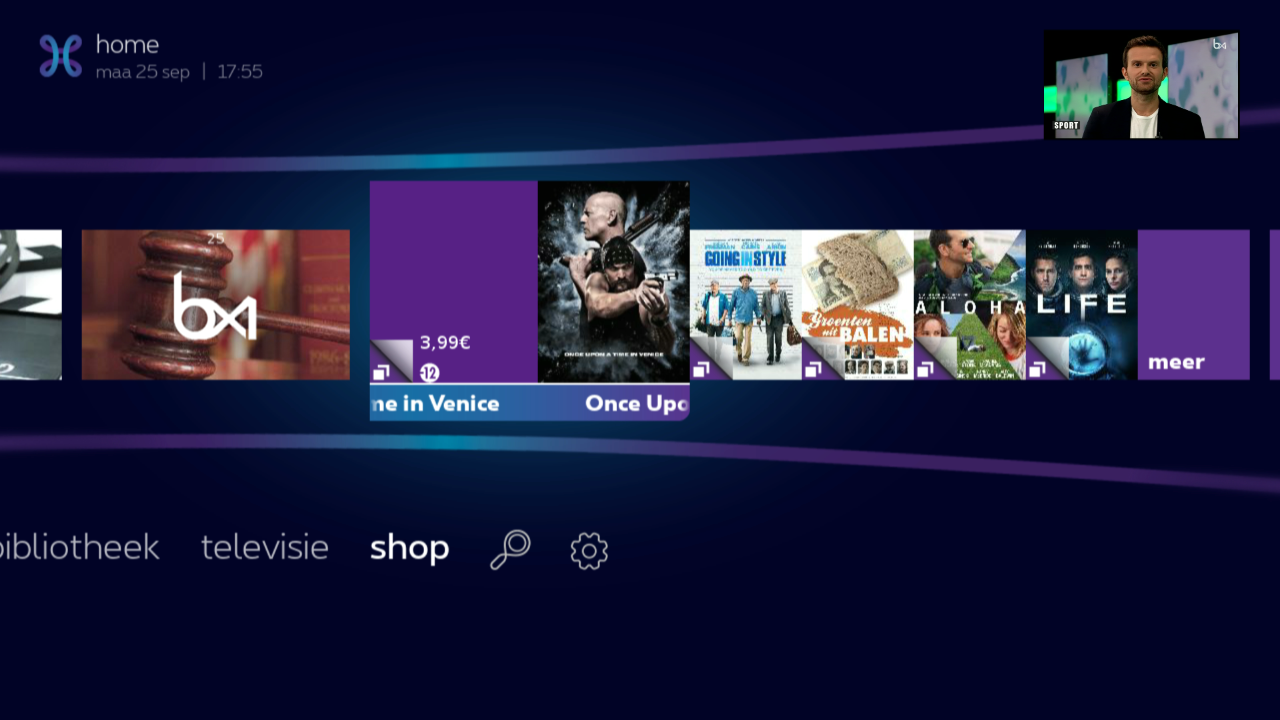 home
maa 25 sep | 17:55
bx1
SPORT
25
bx1
3,99€
-12
ONCE UPON A TIME IN VENICE
ne in Venice Once Upo
GOING IN STYLE
Groenten
uit BALEN
ALOHA
LIFE
meer
bibliotheek televisie shop